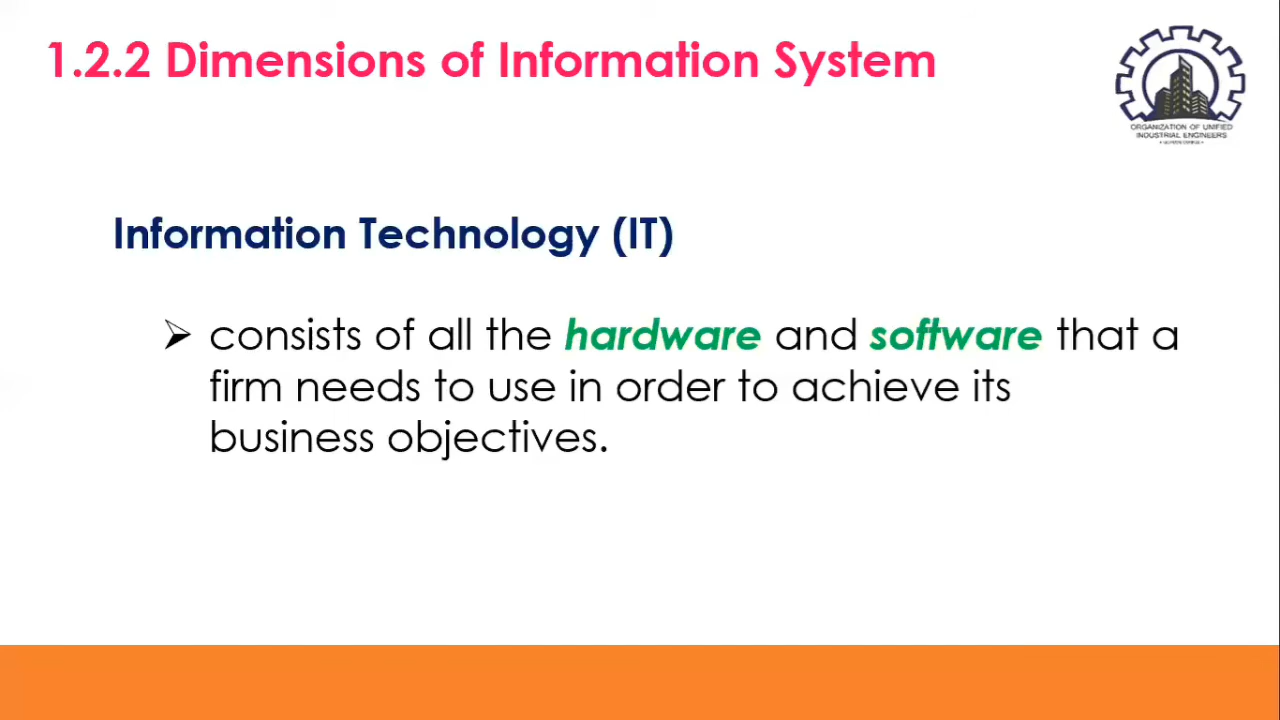 1.2.2 Dimensions of Information System
ORGANIZATION OF UNIFIED
INDUSTRIAL ENGINEERS
Information Technology (IT)
➢ consists of all the hardware and software that a
firm needs to use in order to achieve its
business objectives.